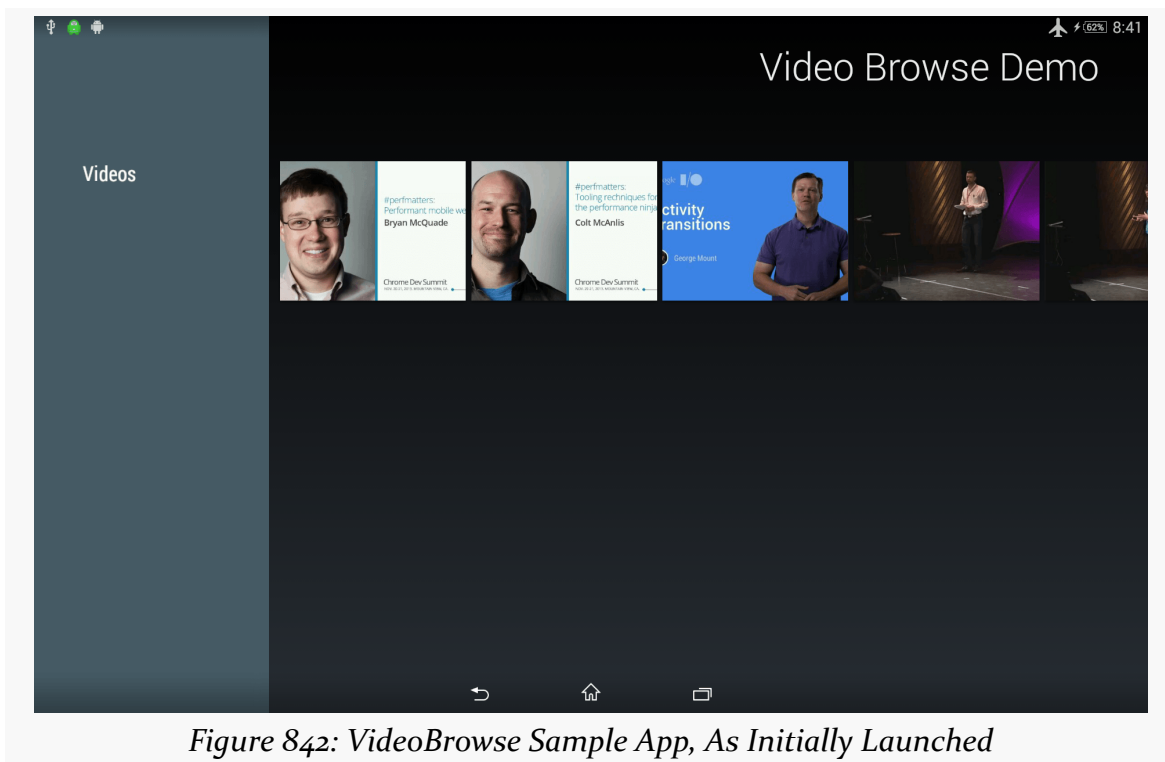 62% 8:41
Video Browse Demo
Videos
#perfmatters:
Performant mobile we
Bryan McQuade
Chrome Dev Summit
#perfmatters:
Tooling techniques for
the performance ninja
Colt McAnlis
Chrome Dev Summit
ogle I/O
ctivity
ransitions
George Mount
Figure 842: VideoBrowse Sample App, As Initially Launched